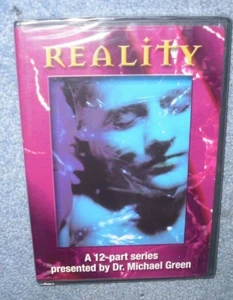 REALiTY
A 12-part series
presented by Dr. Michael Green